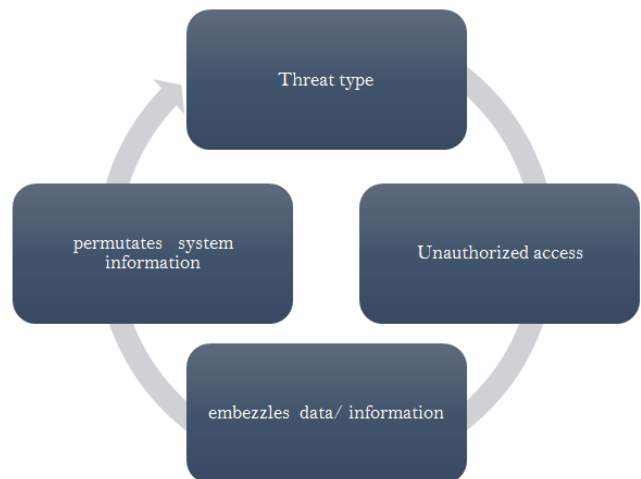 Threat type
Unauthorized access
embezzles data/ information
permutates system
information